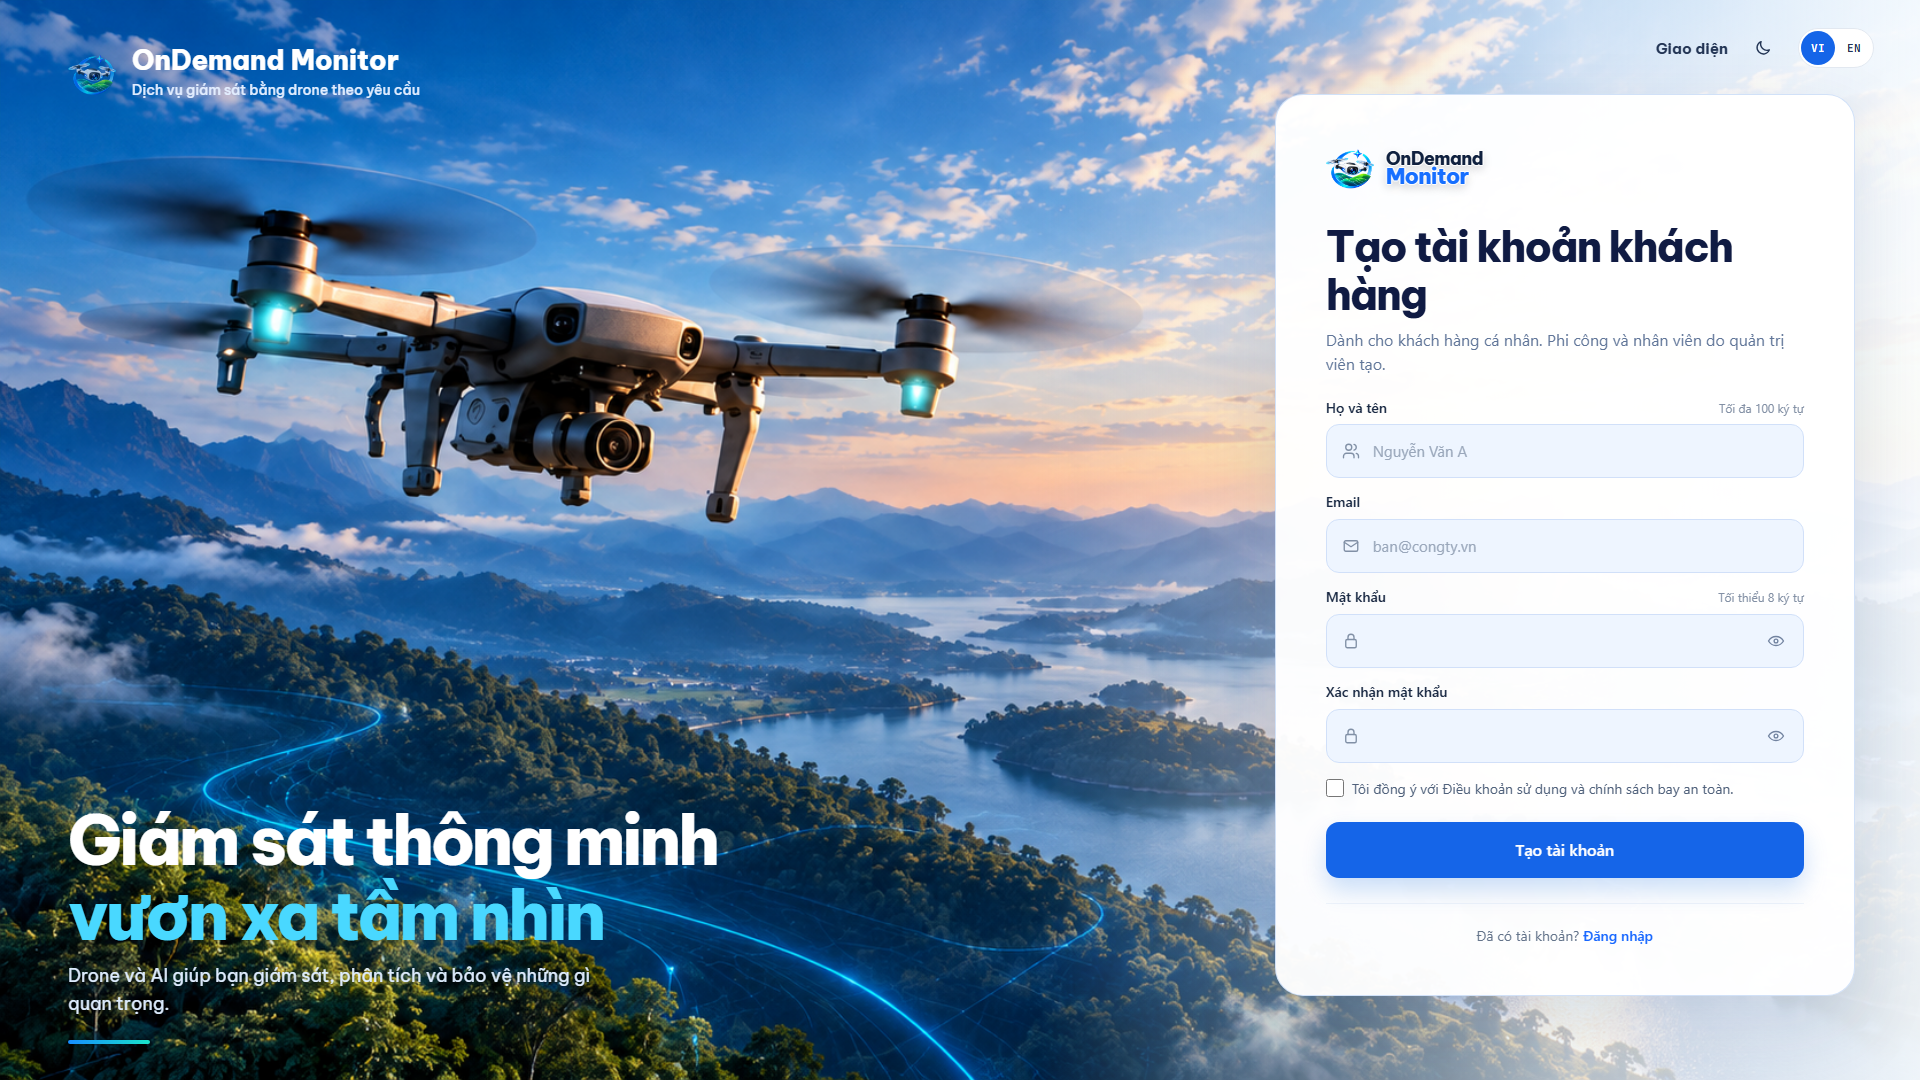 OnDemand Monitor
Dịch vụ giám sát bằng drone theo yêu cầu
Giao diện
VI
EN
OnDemand
Monitor
Tạo tài khoản khách
hàng
Dành cho khách hàng cá nhân. Phi công và nhân viên do quản trị
viên tạo.
Họ và tên
Tối đa 100 ký tự
Nguyễn Văn A
Email
ban@congty.vn
Mật khẩu
Tối thiểu 8 ký tự
Xác nhận mật khẩu
Tôi đồng ý với Điều khoản sử dụng và chính sách bay an toàn.
Tạo tài khoản
Đã có tài khoản? Đăng nhập
Giám sát thông minh
vươn xa tầm nhìn
Drone và AI giúp bạn giám sát, phân tích và bảo vệ những gì
quan trọng.